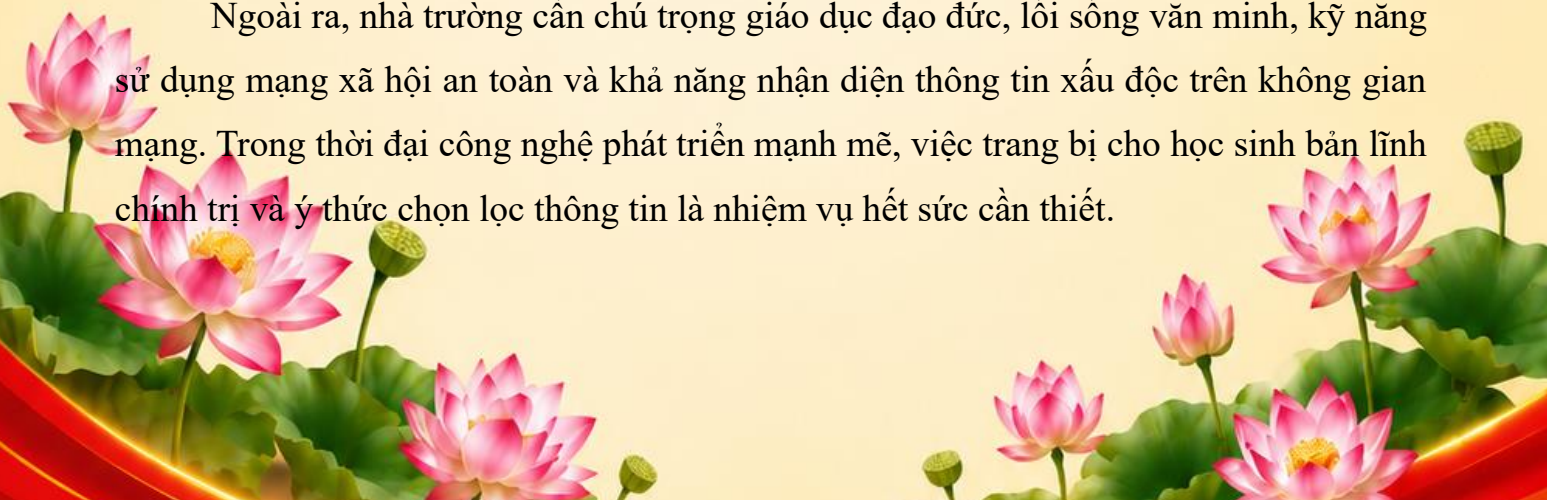 Ngoài ra, nhà trường cần chú trọng giáo dục đạo đức, lối sống văn minh, kỹ năng
sử dụng mạng xã hội an toàn và khả năng nhận diện thông tin xấu độc trên không gian
mạng. Trong thời đại công nghệ phát triển mạnh mẽ, việc trang bị cho học sinh bản lĩnh
chính trị và ý thức chọn lọc thông tin là nhiệm vụ hết sức cần thiết.